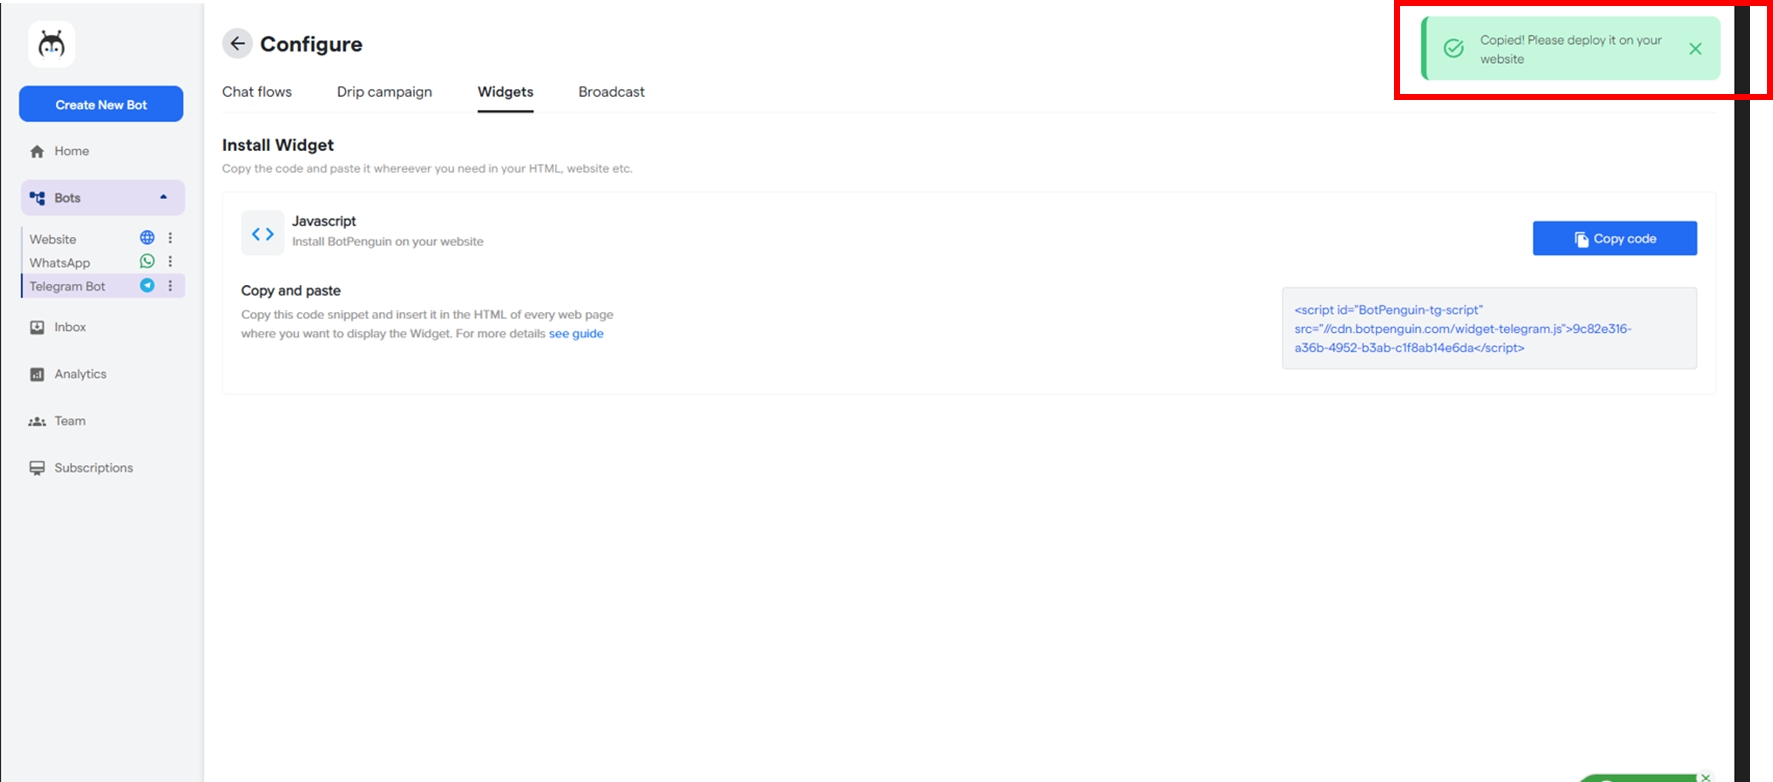 Copied! Please deploy it on your
website
Configure
Create New Bot
Chat flows
Drip campaign
Widgets
Broadcast
Home
Install Widget
Copy the code and paste it whereever you need in your HTML, website etc.
Bots
Javascript
Install BotPenguin on your website
Copy code
Website
WhatsApp
Telegram Bot
Copy and paste
Copy this code snippet and insert it in the HTML of every web page
where you want to display the Widget. For more details see guide
<script id="BotPenguin-tg-script"
src="//cdn.botpenguin.com/widget-telegram.js">9c82e316-
a36b-4952-b3ab-c1f8ab14e6da</script>
Inbox
Analytics
Team
Subscriptions